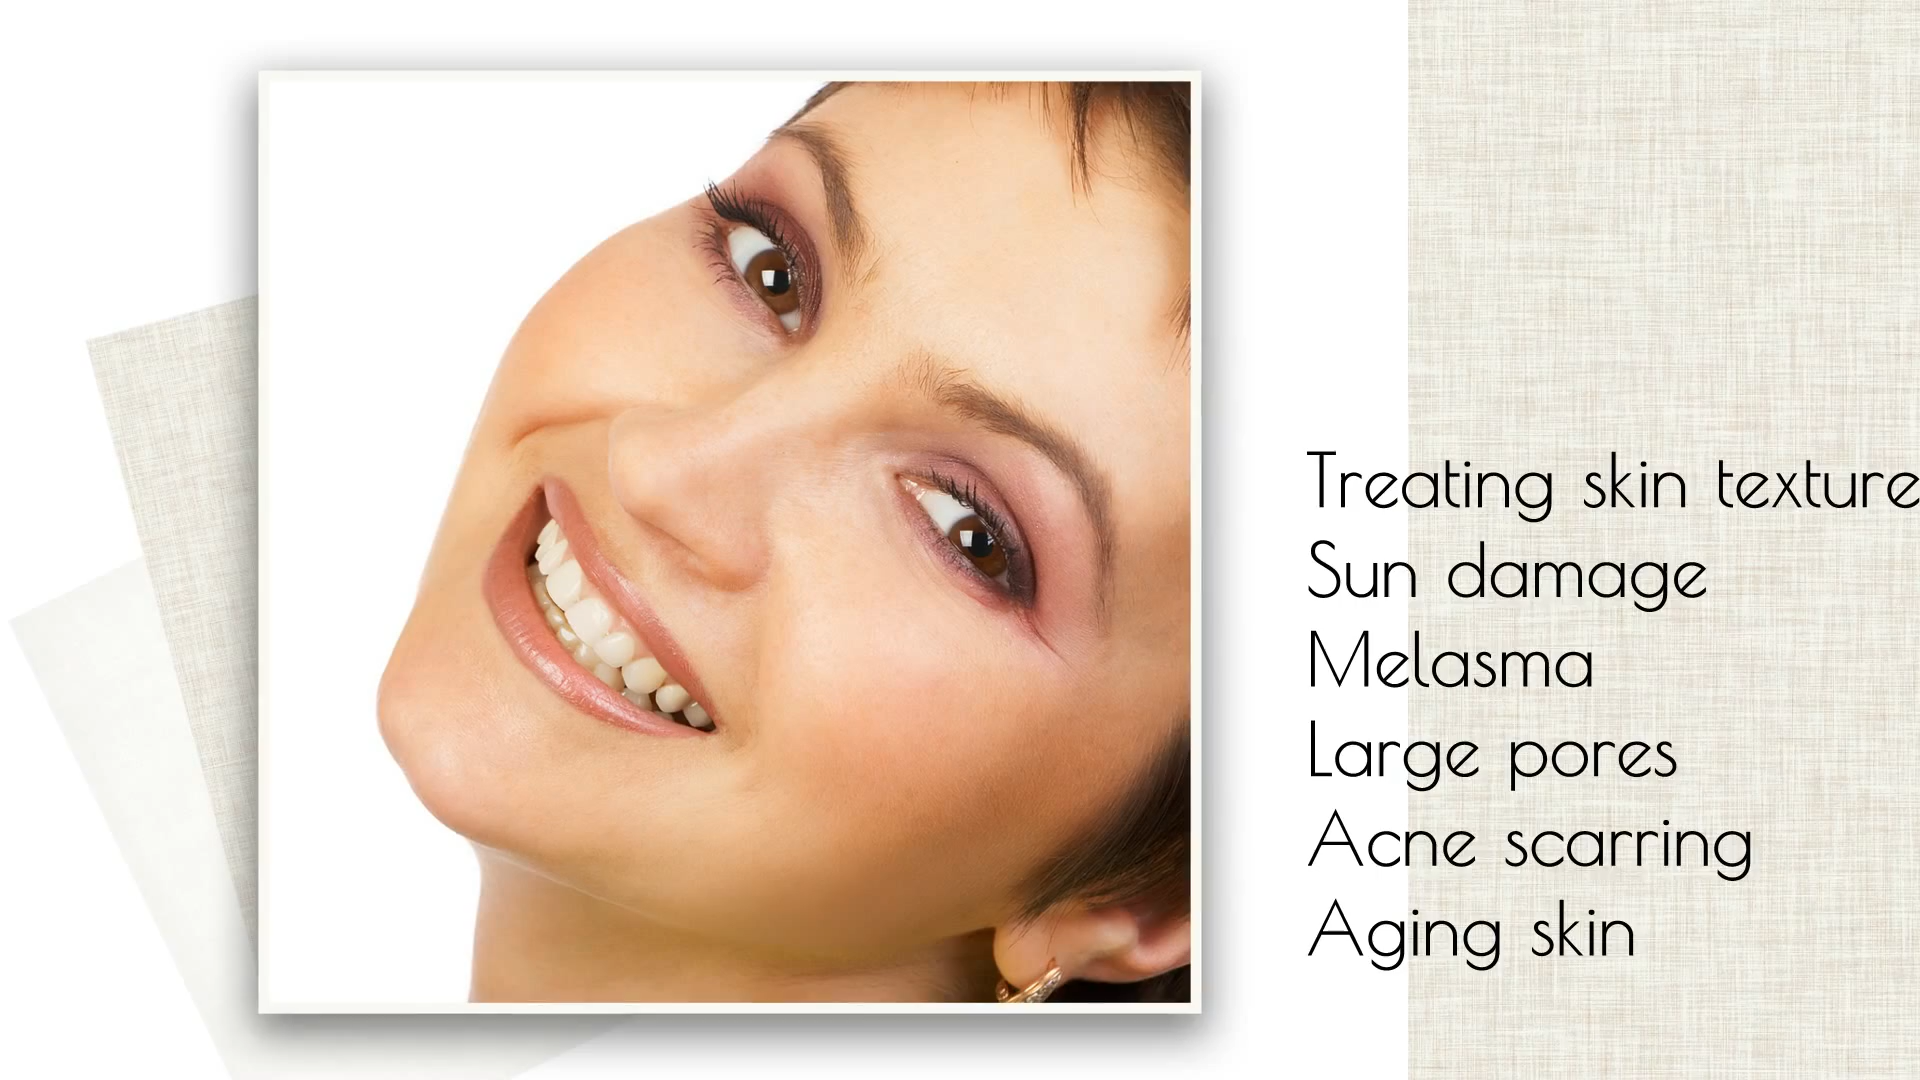 Treating skin texture
Sun damage
Melasma
Large pores
Acne scarring
Aging skin